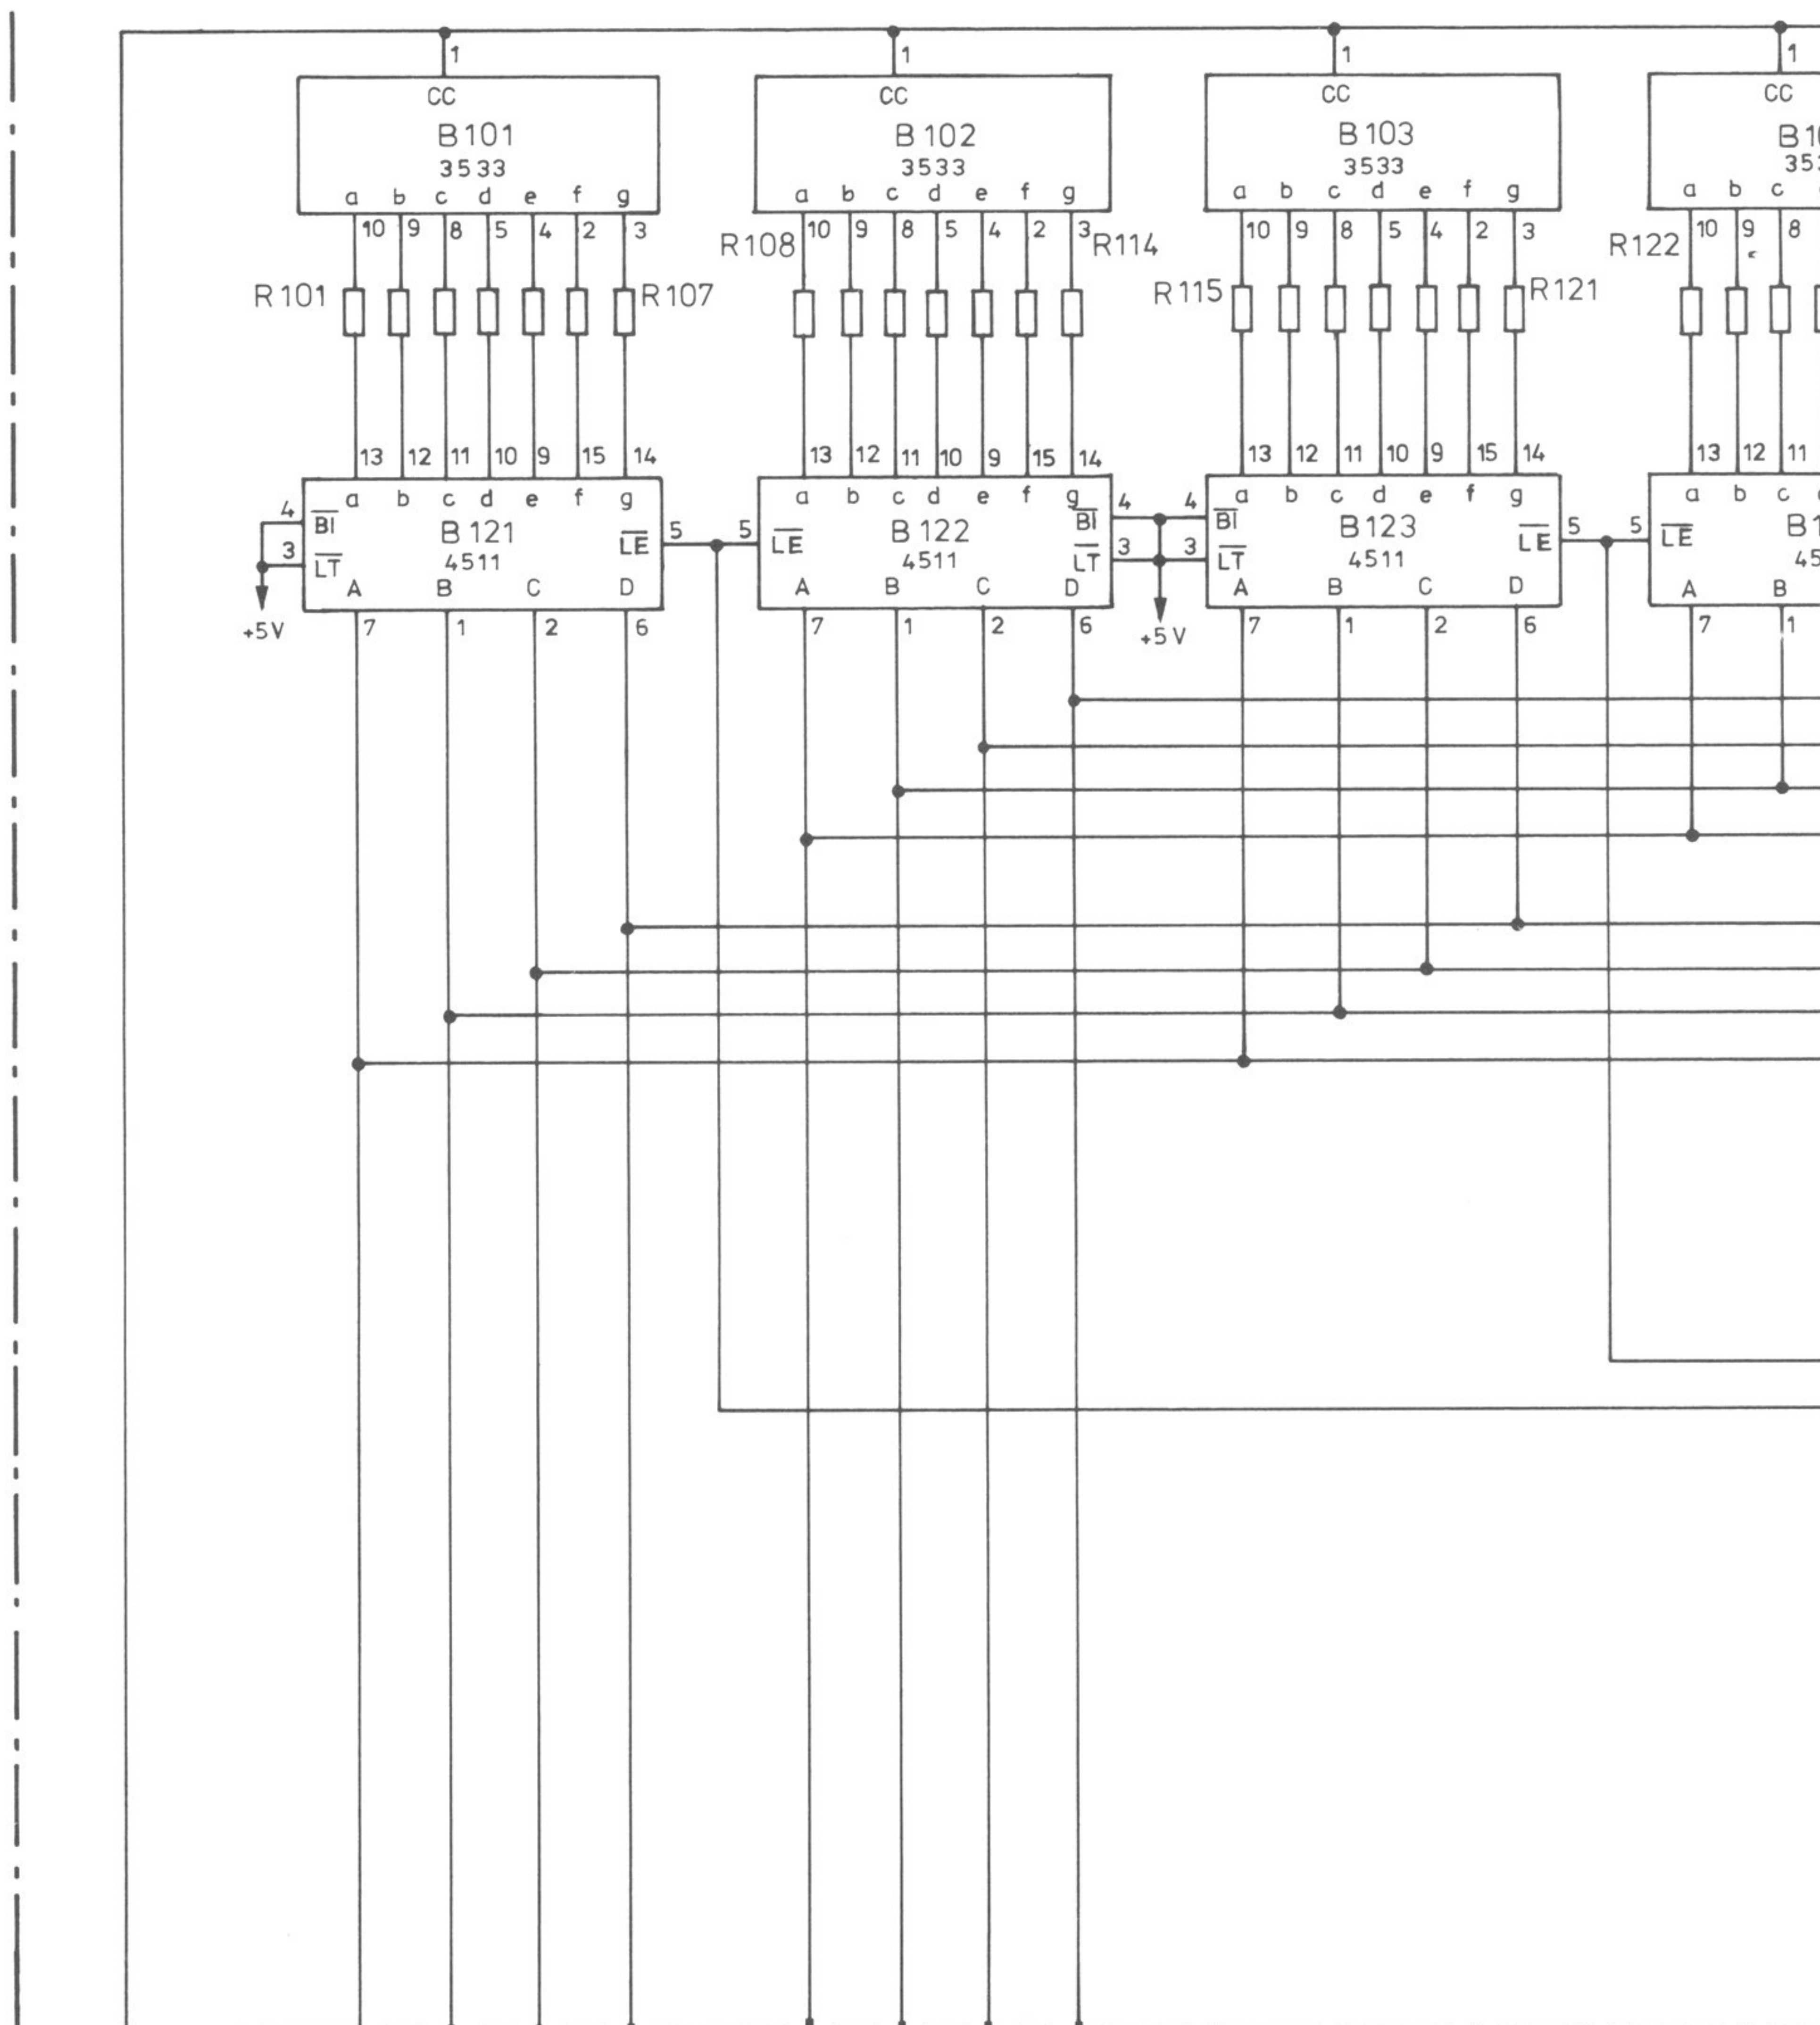 1 1 1 1
CC CC CC CC
B101 B102 B103
3533 3533 3533
a b c d e f g a b c d e f g a b c d e f g a b c
10 9 8 5 4 2 3 10 9 8 5 4 2 3 10 9 8 5 4 2 3 10 9 8
R108 R114 R122
R101 R107 R115 R121
13 12 11 10 9 15 14 13 12 11 10 9 15 14 13 12 11 10 9 15 14 13 12 11
a b c d e f g a b c d e f g a b c d e f g a b c
4 BI B121 LE 5 5 LE B122 BI 4 4 BI B123 LE 5 5 LE
3 LT 4511 4511 LT 3 3 LT 4511
A B C D A B C D A B C D A B
7 1 2 6 7 1 2 6 7 1 2 6 7 1
+5V +5V